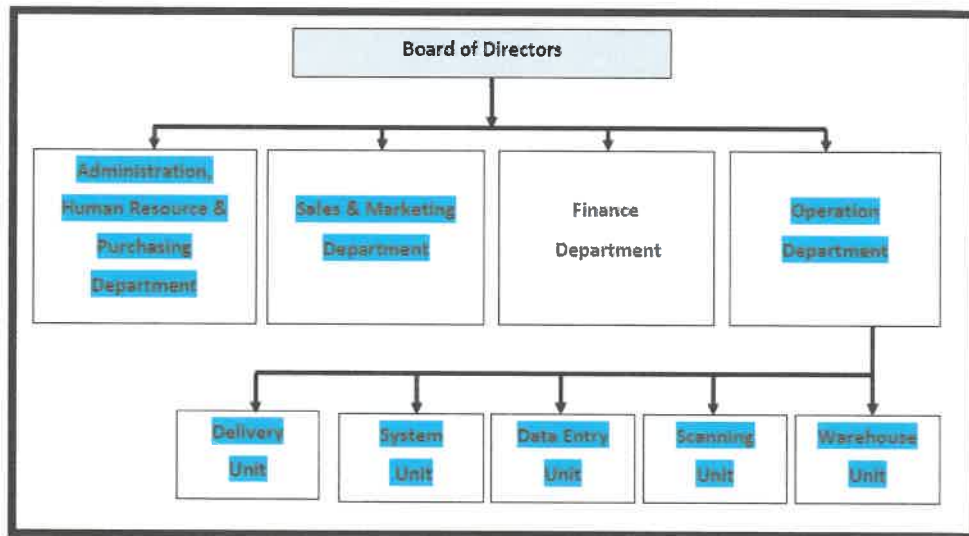 Board of Directors
Administration,
Human Resource &
Purchasing
Department
Sales & Marketing
Department
Finance
Department
Operation
Department
Delivery
Unit
System
Unit
Data Entry
Unit
Scanning
Unit
Warehouse
Unit